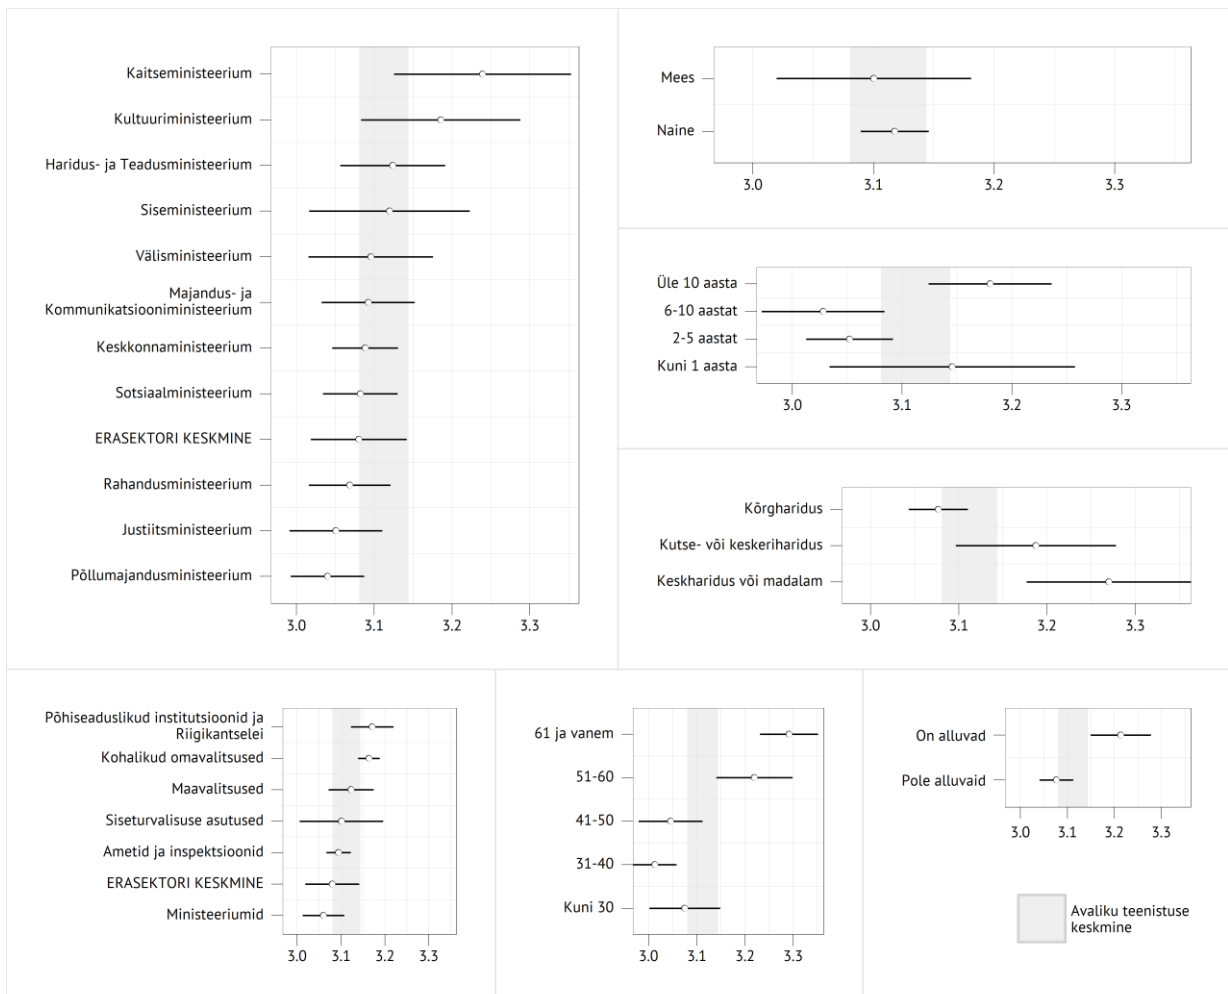 Kaitseministeerium
Kultuuriministeerium
Haridus- ja Teadusministeerium
Siseministeerium
Välisministeerium
Majandus- ja
Kommunikatsiooniministeerium
Keskkonnaministeerium
Sotsiaalministeerium
ERASEKTORI KESKMINE
Rahandusministeerium
Justiitsministeerium
Põllumajandusministeerium
3.0 3.1 3.2 3.3
Mees
Naine
3.0 3.1 3.2 3.3
Üle 10 aasta
6-10 aastat
2-5 aastat
Kuni 1 aasta
3.0 3.1 3.2 3.3
Kõrgharidus
Kutse- või keskeriharidus
Keskharidus või madalam
3.0 3.1 3.2 3.3
Põhiseaduslikud institutsioonid ja
Riigikantselei
Kohalikud omavalitsused
Maavalitsused
Siseturvalisuse asutused
Ametid ja inspektsioonid
ERASEKTORI KESKMINE
Ministeeriumid
3.0 3.1 3.2 3.3
61 ja vanem
51-60
41-50
31-40
Kuni 30
3.0 3.1 3.2 3.3
On alluvad
Pole alluvaid
3.0 3.1 3.2 3.3
Avaliku teenistuse
keskmine